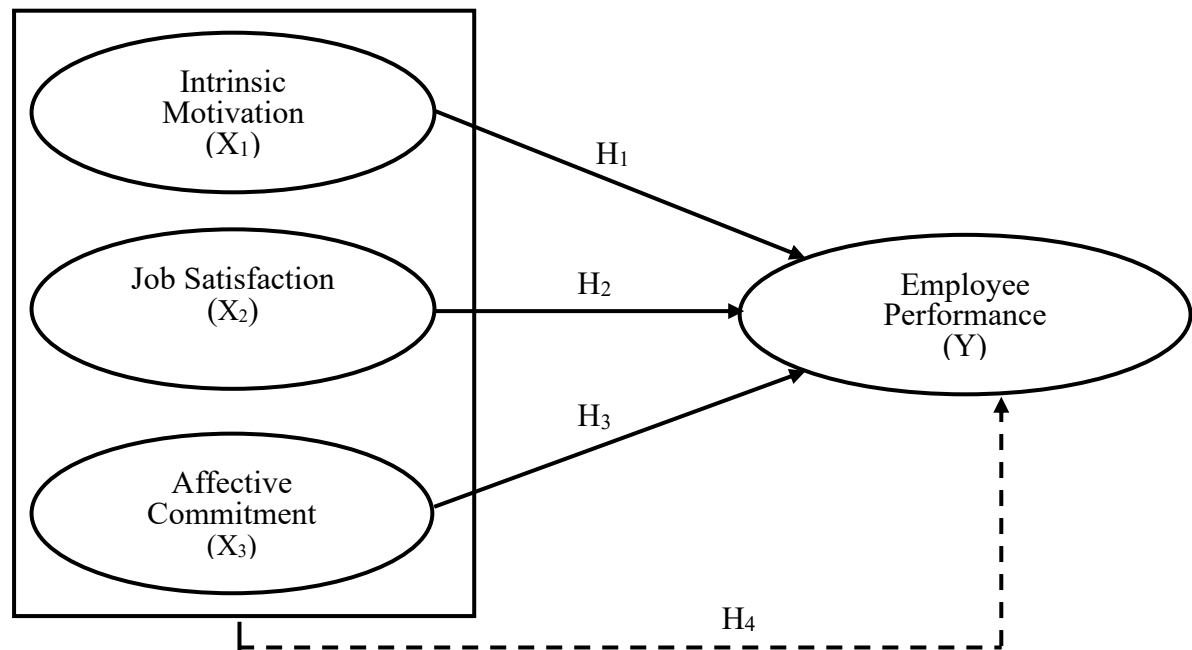 Intrinsic
Motivation
(X₁)
H₁
Job Satisfaction
(X₂)
H₂
Employee
Performance
(Y)
H₃
Affective
Commitment
(X₃)
H₄